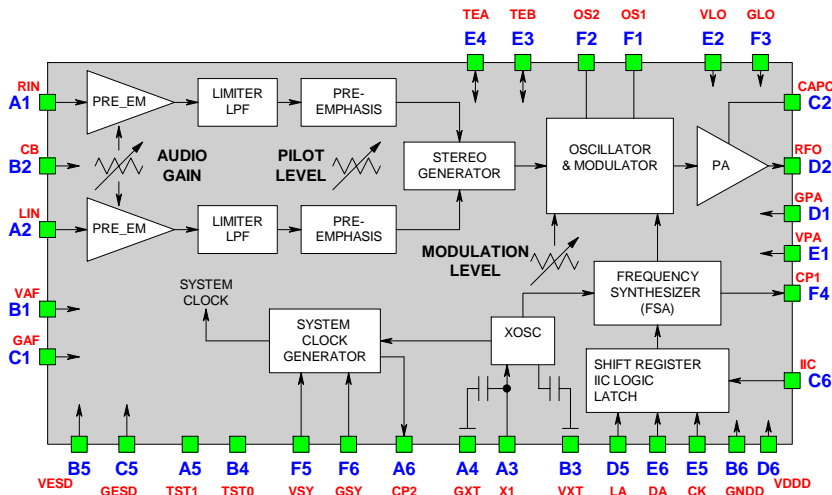 TEA TEB OS2 OS1 VLO GLO
E4 E3 F2 F1 E2 F3
RIN
A1
CB
B2
LIN
A2
VAF
B1
GAF
C1
PRE_EM
LIMITER
LPF
PRE-
EMPHASIS
AUDIO
GAIN
PILOT
LEVEL
STEREO
GENERATOR
OSCILLATOR
& MODULATOR
PA
CAPC
C2
RFO
D2
GPA
D1
VPA
E1
CP1
F4
IIC
C6
PRE_EM
LIMITER
LPF
PRE-
EMPHASIS
MODULATION
LEVEL
SYSTEM
CLOCK
SYSTEM
CLOCK
GENERATOR
XOSC
FREQUENCY
SYNTHESIZER
(FSA)
SHIFT REGISTER
IIC LOGIC
LATCH
B5 C5 A5 B4 F5 F6 A6 A4 A3 B3 D5 E6 E5 B6 D6
VESD GESD TST1 TST0 VSY GSY CP2 GXT X1 VXT LA DA CK GNDD VDDD